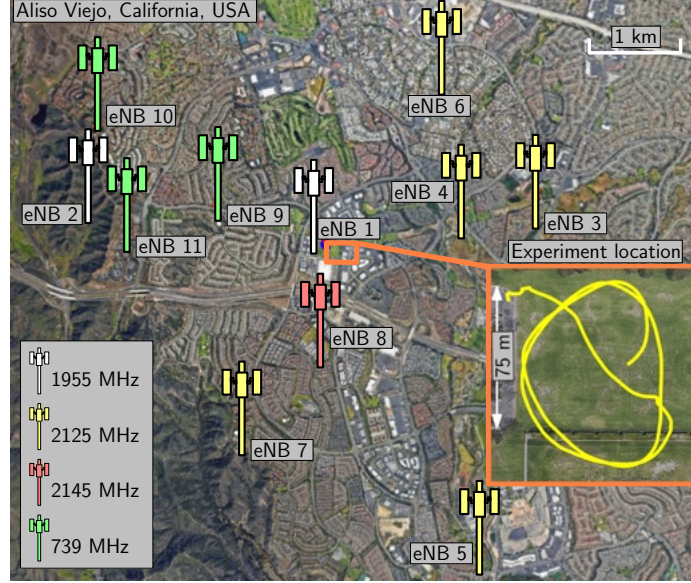 Aliso Viejo, California, USA
1 km
eNB 6
eNB 10
eNB 4
eNB 2
eNB 9
eNB 3
eNB 1
eNB 11
Experiment location
75 m
eNB 8
1955 MHz
2125 MHz
eNB 7
2145 MHz
739 MHz
eNB 5